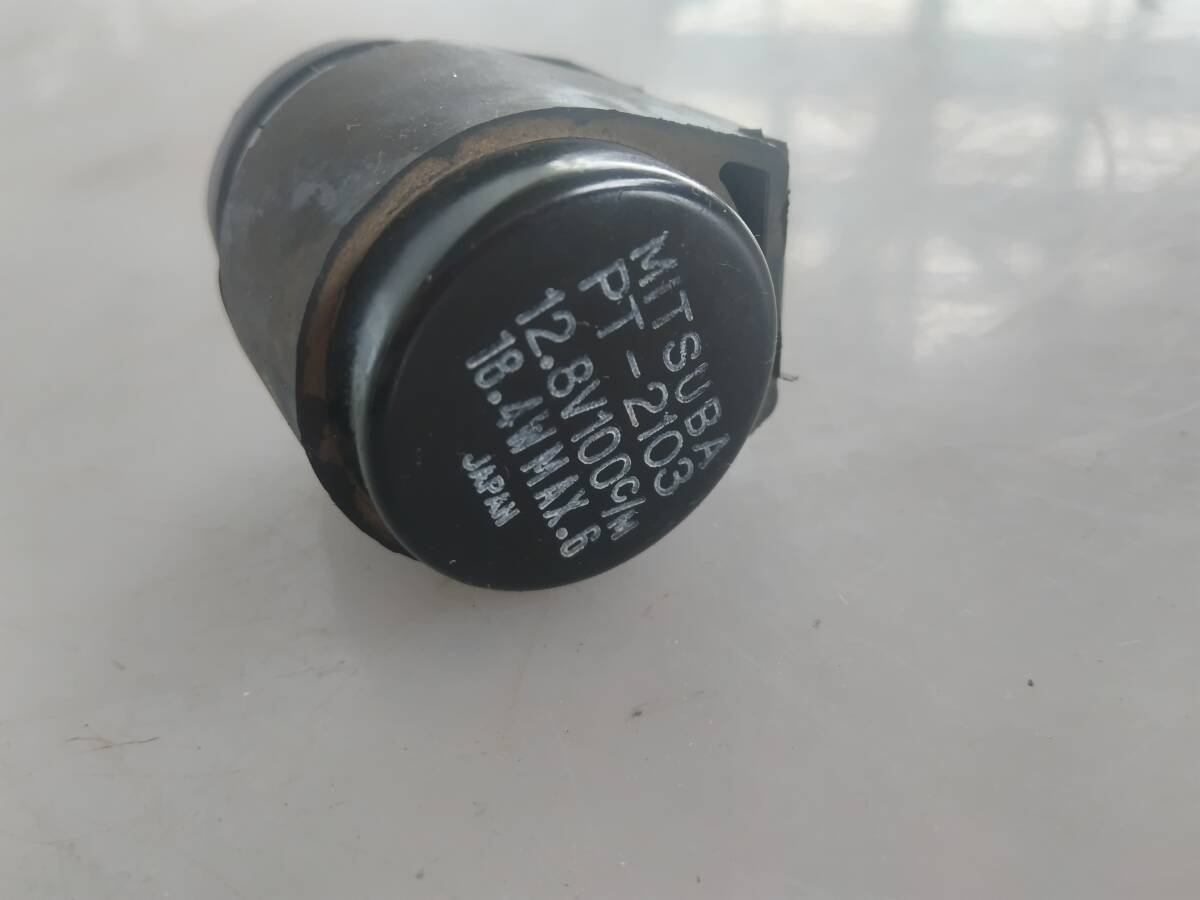 MITSUBA
PT-2103
12.8V100c/M
18.4WMAX.6
JAPAN